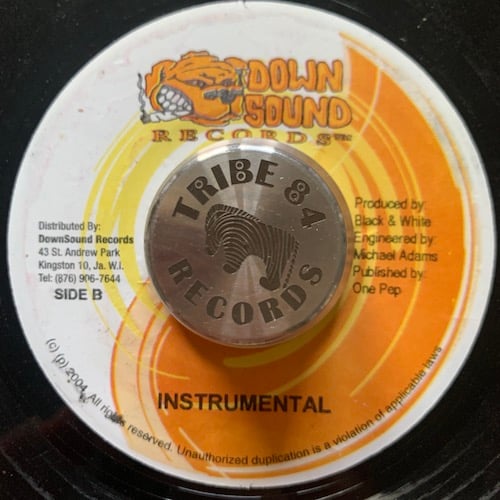 DOWN
SOUND
RECORDS™
TRIBE 84
RECORDS
Distributed By:
DownSound Records
43 St. Andrew Park
Kingston 10, Ja. W.I.
Tel: (876) 906-7644
SIDE B
Produced by:
Black & White
Engineered by:
Michael Adams
Published by:
One Pep
INSTRUMENTAL
(c) (p) 2004. All rights reserved. Unauthorized duplication is a violation of applicable laws